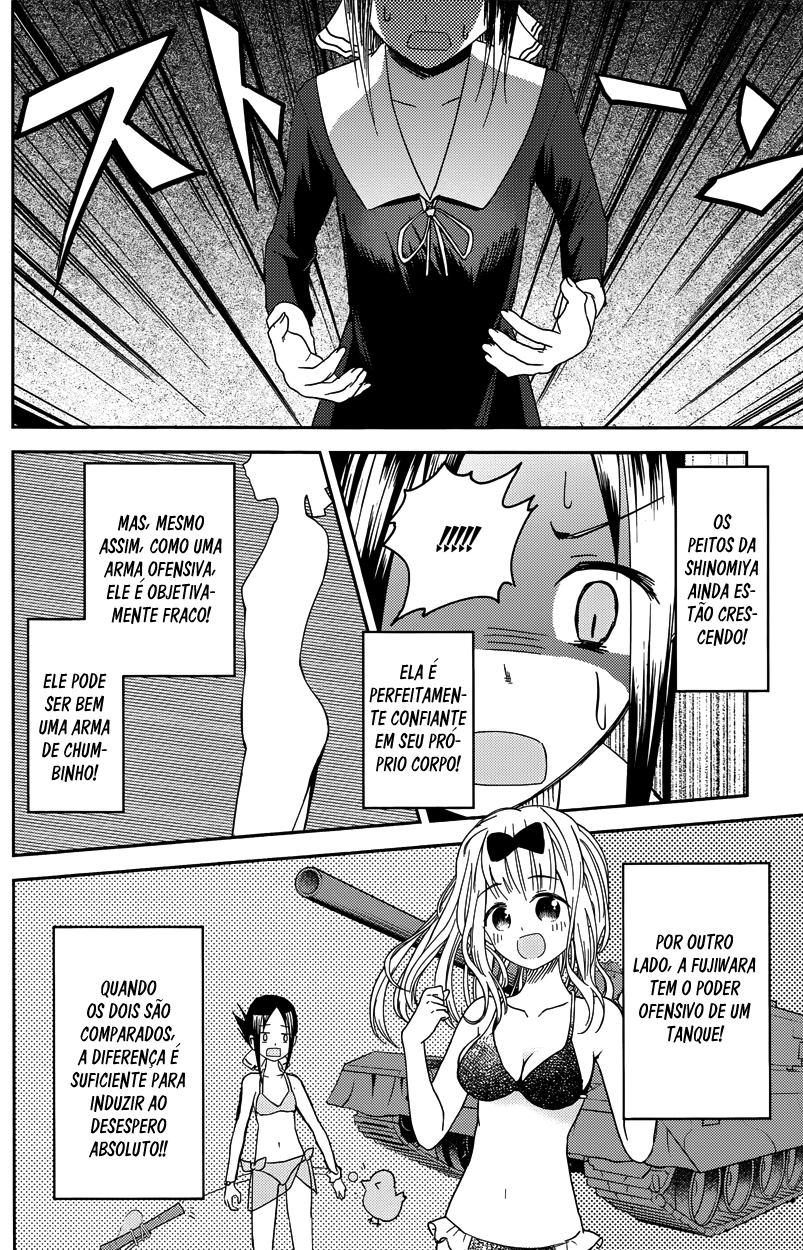 ストーン
OS
PEITOS DA
SHINOMIYA
AINDA ES-
TÃO CRES-
CENDO!
!!!!!
ELA É
PERFEITAMEN-
TE CONFIANTE
EM SEU PRÓ-
PRIO CORPO!
MAS, MESMO
ASSIM, COMO UMA
ARMA OFENSIVA,
ELE É OBJETIVA-
MENTE FRACO!
ELE PODE
SER BEM
UMA ARMA
DE CHUM-
BINHO!
POR OUTRO
LADO, A FUJIWARA
TEM O PODER
OFENSIVO DE UM
TANQUE!
QUANDO
OS DOIS SÃO
COMPARADOS,
A DIFERENÇA É
SUFICIENTE PARA
INDUZIR AO
DESESPERO
ABSOLUTO!!